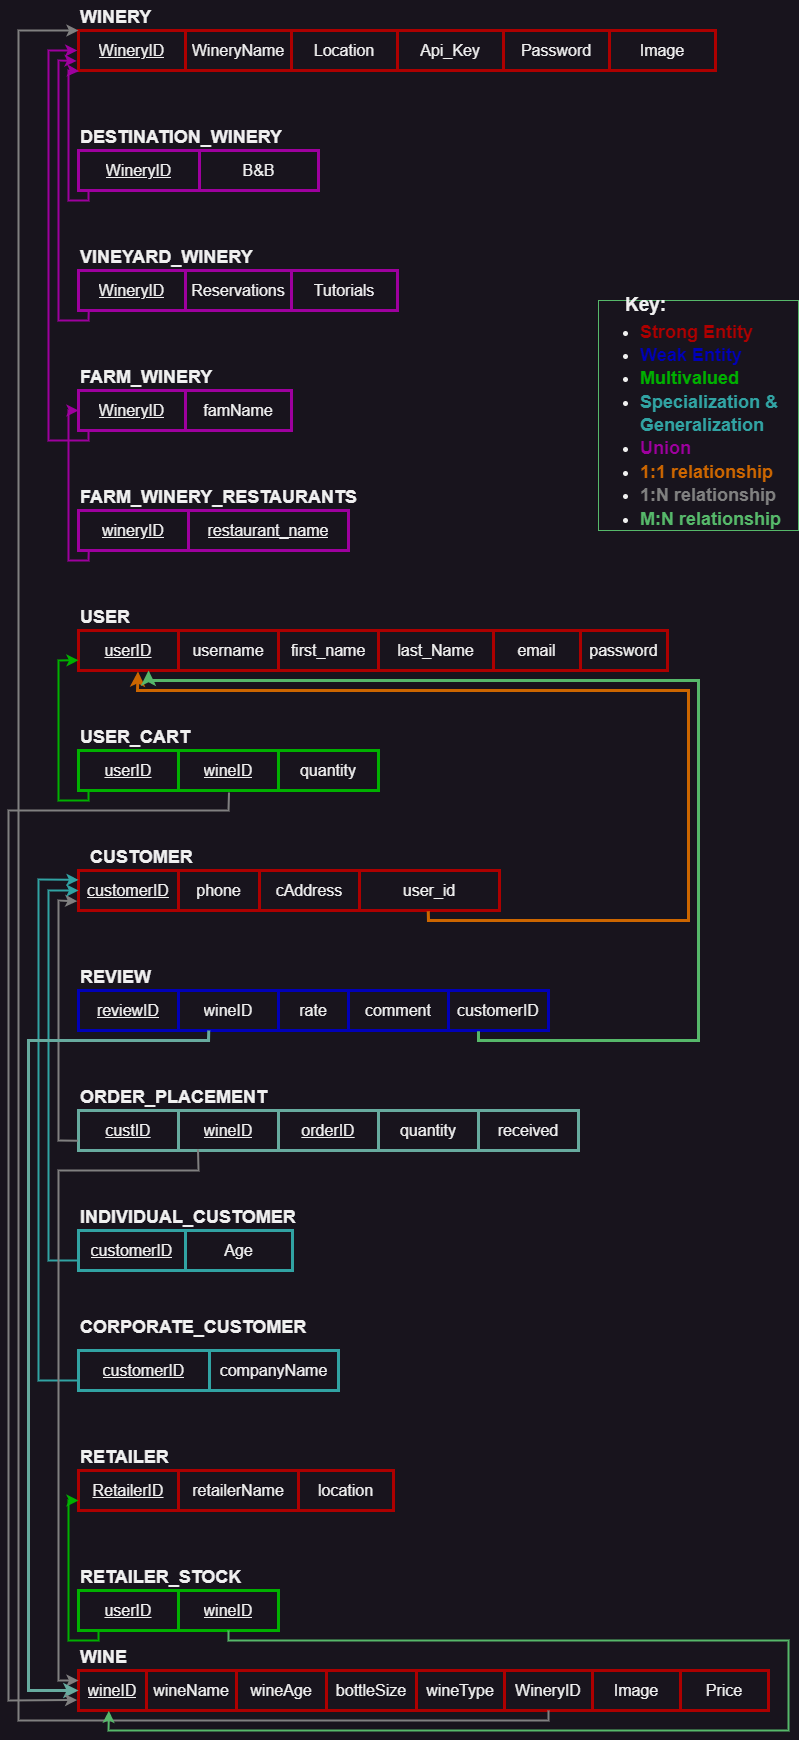 WINERY
WineryID WineryName Location Api_Key Password Image
DESTINATION_WINERY
WineryID B&B
VINEYARD_WINERY
WineryID Reservations Tutorials
Key:
Strong Entity
Weak Entity
Multivalued
Specialization &
Generalization
Union
1:1 relationship
1:N relationship
M:N relationship
FARM_WINERY
WineryID famName
FARM_WINERY_RESTAURANTS
wineryID restaurant_name
USER
userID username first_name last_Name email password
USER_CART
userID wineID quantity
CUSTOMER
customerID phone cAddress user_id
REVIEW
reviewID wineID rate comment customerID
ORDER_PLACEMENT
custID wineID orderID quantity received
INDIVIDUAL_CUSTOMER
customerID Age
CORPORATE_CUSTOMER
customerID companyName
RETAILER
RetailerID retailerName location
RETAILER_STOCK
userID wineID
WINE
wineID wineName wineAge bottleSize wineType WineryID Image Price